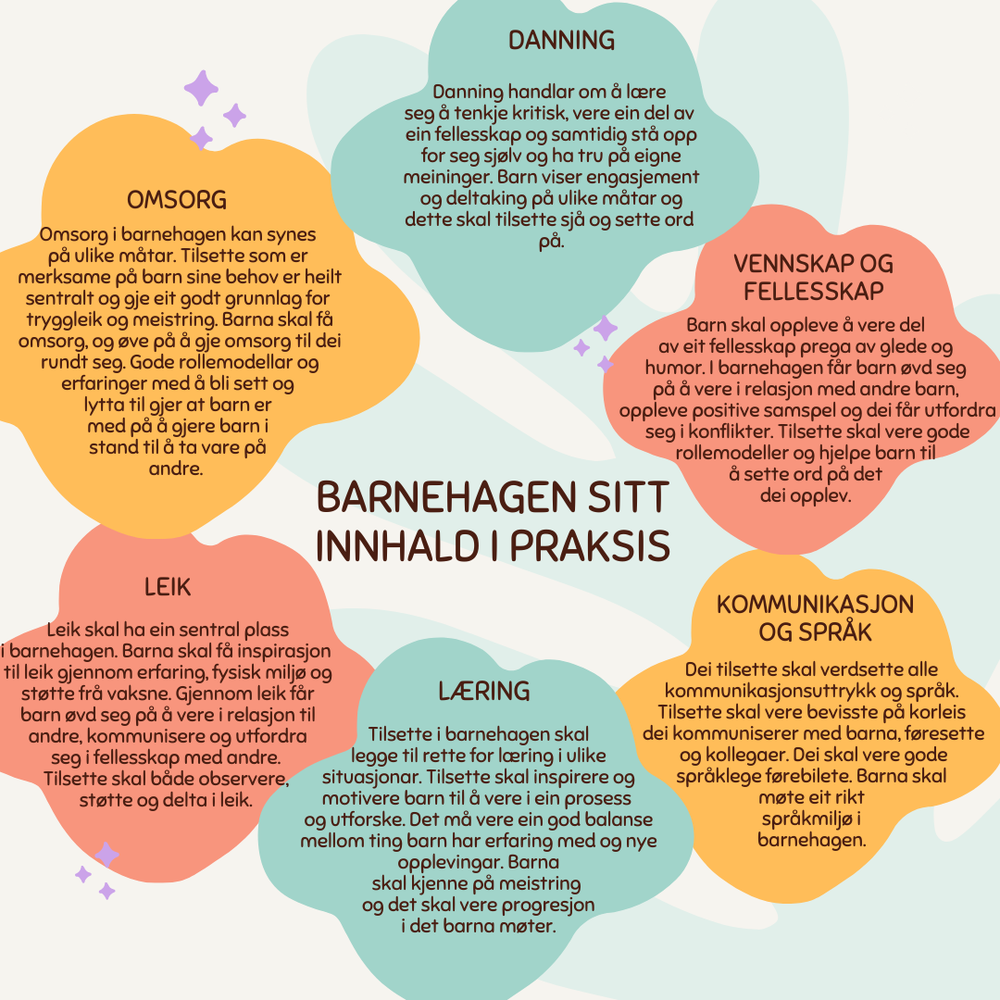 DANNING
Danning handlar om å lære
seg å tenkje kritisk, vere ein del av
ein fellesskap og samtidig stå opp
for seg sjølv og ha tru på eigne
meininger. Barn viser engasjement
og deltaking på ulike måtar og
dette skal tilsette sjå og sette ord
på.
OMSORG
Omsorg i barnehagen kan synes
på ulike måtar. Tilsette som er
merksame på barn sine behov er heilt
sentralt og gje eit godt grunnlag for
tryggleik og meistring. Barna skal få
omsorg, og øve på å gje omsorg til dei
rundt seg. Gode rollemodellar og
erfaringer med å bli sett og
lytta til gjer at barn er
med på å gjere barn i
stand til å ta vare på
andre.
VENNSKAP OG
FELLESSKAP
Barn skal oppleve å vere del
av eit fellesskap prega av glede og
humor. I barnehagen får barn øvd seg
på å vere i relasjon med andre barn,
oppleve positive samspel og dei får utfordra
seg i konflikter. Tilsette skal vere gode
rollemodeller og hjelpe barn til
å sette ord på det
dei opplev.
BARNEHAGEN SITT
INNHALD I PRAKSIS
LEIK
Leik skal ha ein sentral plass
i barnehagen. Barna skal få inspirasjon
til leik gjennom erfaring, fysisk miljø og
støtte frå vaksne. Gjennom leik får
barn øvd seg på å vere i relasjon til
andre, kommunisere og utfordra
seg i fellesskap med andre.
Tilsette skal både observere,
støtte og delta i leik.
KOMMUNIKASJON
OG SPRÅK
Dei tilsette skal verdsette alle
kommunikasjonsuttrykk og språk.
Tilsette skal vere bevisste på korleis
dei kommuniserer med barna, føresette
og kollegaer. Dei skal vere gode
språklege førebilete. Barna skal
møte eit rikt
språkmiljø i
barnehagen.
LÆRING
Tilsette i barnehagen skal
legge til rette for læring i ulike
situasjonar. Tilsette skal inspirere og
motivere barn til å vere i ein prosess
og utforske. Det må vere ein god balanse
mellom ting barn har erfaring med og nye
opplevingar. Barna
skal kjenne på meistring
og det skal vere progresjon
i det barna møter.